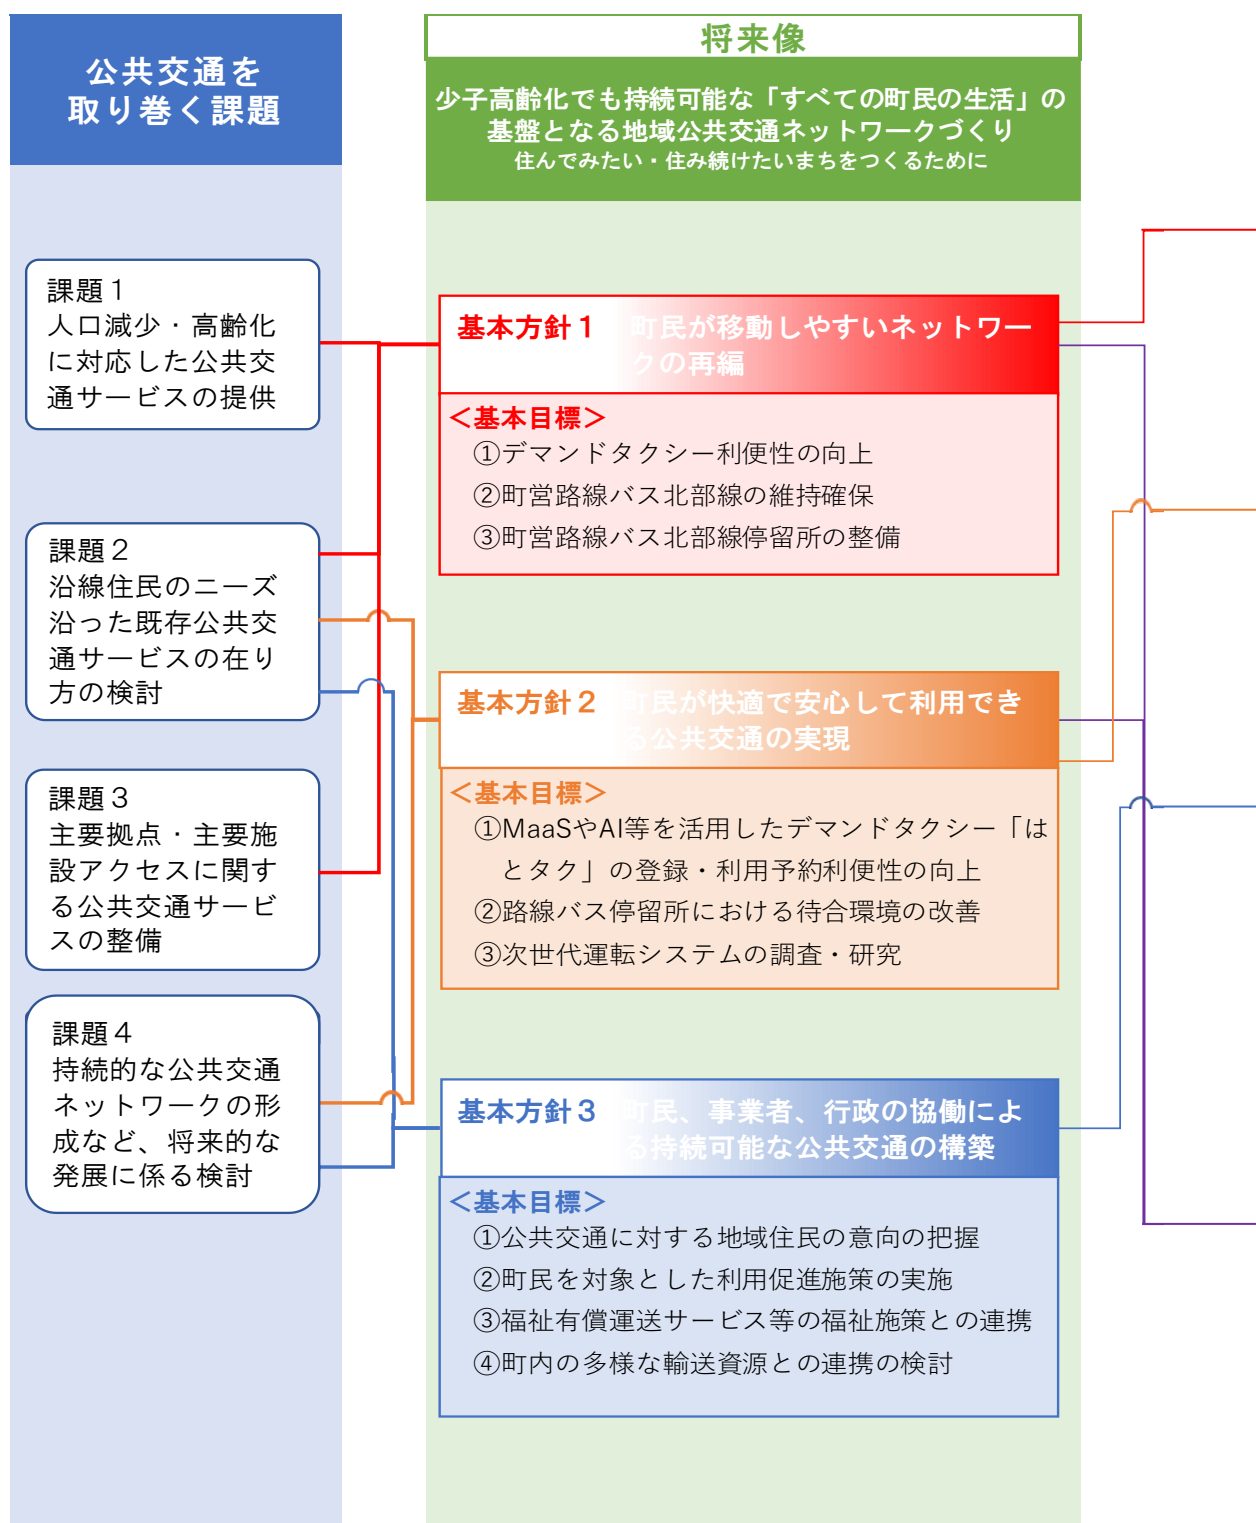 公共交通を
取り巻く課題
課題１
人口減少・高齢化
に対応した公共交
通サービスの提供
課題２
沿線住民のニーズ
沿った既存公共交
通サービスの在り
方の検討
課題３
主要拠点・主要施
設アクセスに関す
る公共交通サービ
スの整備
課題４
持続的な公共交通
ネットワークの形
成など、将来的な
発展に係る検討
将来像
少子高齢化でも持続可能な「すべての町民の生活」の
基盤となる地域公共交通ネットワークづくり
住んでみたい・住み続けたいまちをつくるために
基本方針１ 町民が移動しやすいネットワー
クの再編
＜基本目標＞
①デマンドタクシー利便性の向上
②町営路線バス北部線の維持確保
③町営路線バス北部線停留所の整備
基本方針２ 町民が快適で安心して利用でき
る公共交通の実現
＜基本目標＞
①MaaSやAI等を活用したデマンドタクシー「は
とタク」の登録・利用予約利便性の向上
②路線バス停留所における待合環境の改善
③次世代運転システムの調査・研究
基本方針３ 町民、事業者、行政の協働によ
る持続可能な公共交通の構築
＜基本目標＞
①公共交通に対する地域住民の意向の把握
②町民を対象とした利用促進施策の実施
③福祉有償運送サービス等の福祉施策との連携
④町内の多様な輸送資源との連携の検討